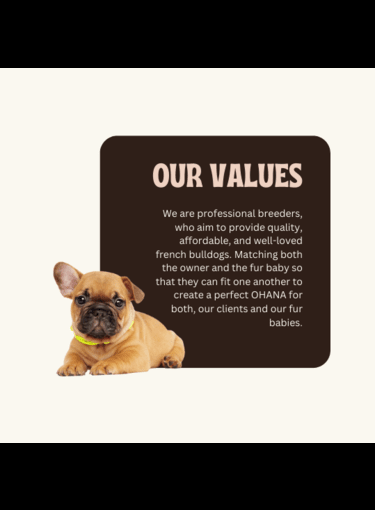 OUR VALUES
We are professional breeders,
who aim to provide quality,
affordable, and well-loved
french bulldogs. Matching both
the owner and the fur baby so
that they can fit one another to
create a perfect OHANA for
both, our clients and our fur
babies.